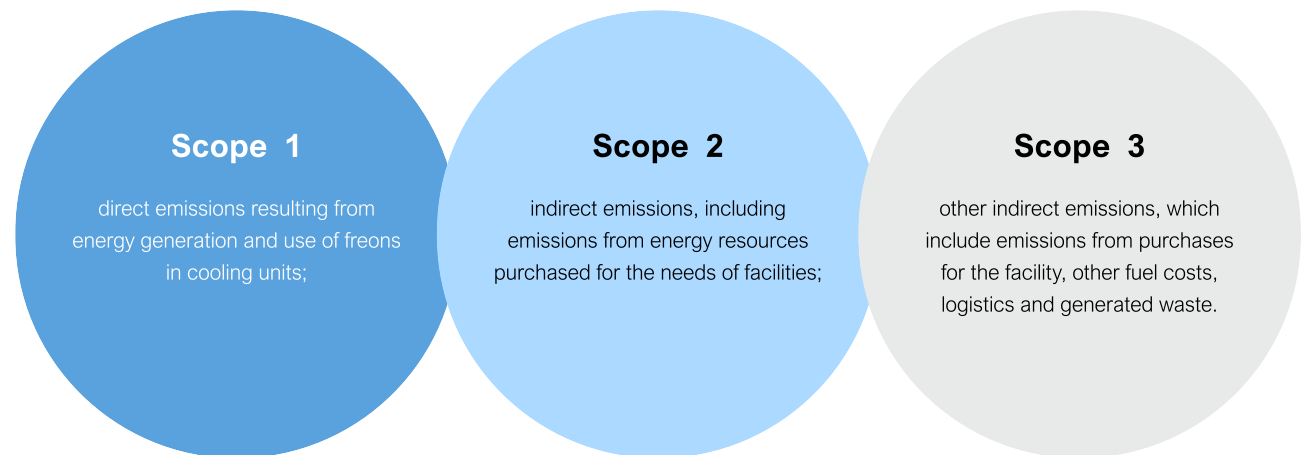 Scope 1
direct emissions resulting from
energy generation and use of freons
in cooling units;
Scope 2
indirect emissions, including
emissions from energy resources
purchased for the needs of facilities;
Scope 3
other indirect emissions, which
include emissions from purchases
for the facility, other fuel costs,
logistics and generated waste.